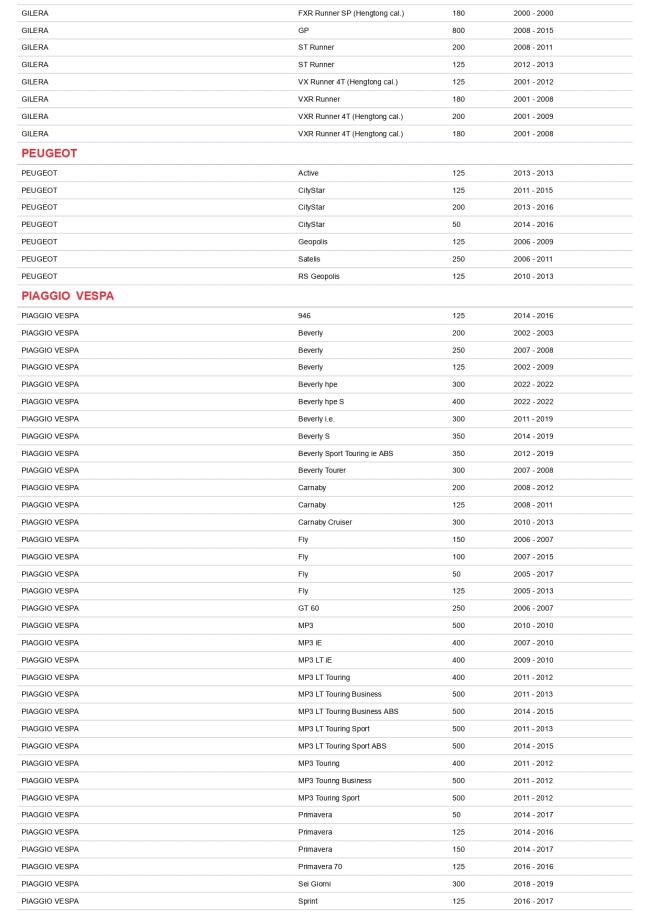 GILERA FXR Runner SP (Hengtong cal.) 180 2000 - 2000
GILERA GP 800 2008 - 2015
GILERA ST Runner 200 2008 - 2011
GILERA ST Runner 125 2012 - 2013
GILERA VX Runner 4T (Hengtong cal.) 125 2001 - 2012
GILERA VXR Runner 180 2001 - 2008
GILERA VXR Runner 4T (Hengtong cal.) 200 2001 - 2009
GILERA VXR Runner 4T (Hengtong cal.) 180 2001 - 2008
PEUGEOT
PEUGEOT Active 125 2013 - 2013
PEUGEOT CityStar 125 2011 - 2015
PEUGEOT CityStar 200 2013 - 2016
PEUGEOT CityStar 50 2014 - 2016
PEUGEOT Geopolis 125 2006 - 2009
PEUGEOT Satelis 250 2006 - 2011
PEUGEOT RS Geopolis 125 2010 - 2013
PIAGGIO VESPA
PIAGGIO VESPA 946 125 2014 - 2016
PIAGGIO VESPA Beverly 200 2002 - 2003
PIAGGIO VESPA Beverly 250 2007 - 2008
PIAGGIO VESPA Beverly 125 2002 - 2009
PIAGGIO VESPA Beverly hpe 300 2022 - 2022
PIAGGIO VESPA Beverly hpe S 400 2022 - 2022
PIAGGIO VESPA Beverly i.e. 300 2011 - 2019
PIAGGIO VESPA Beverly S 350 2014 - 2019
PIAGGIO VESPA Beverly Sport Touring ie ABS 350 2012 - 2019
PIAGGIO VESPA Beverly Tourer 300 2007 - 2008
PIAGGIO VESPA Carnaby 200 2008 - 2012
PIAGGIO VESPA Carnaby 125 2008 - 2011
PIAGGIO VESPA Carnaby Cruiser 300 2010 - 2013
PIAGGIO VESPA Fly 150 2006 - 2007
PIAGGIO VESPA Fly 100 2007 - 2015
PIAGGIO VESPA Fly 50 2005 - 2017
PIAGGIO VESPA Fly 125 2005 - 2013
PIAGGIO VESPA GT 60 250 2006 - 2007
PIAGGIO VESPA MP3 500 2010 - 2010
PIAGGIO VESPA MP3 iE 400 2007 - 2010
PIAGGIO VESPA MP3 LT iE 400 2009 - 2010
PIAGGIO VESPA MP3 LT Touring 400 2011 - 2012
PIAGGIO VESPA MP3 LT Touring Business 500 2011 - 2013
PIAGGIO VESPA MP3 LT Touring Business ABS 500 2014 - 2015
PIAGGIO VESPA MP3 LT Touring Sport 500 2011 - 2013
PIAGGIO VESPA MP3 LT Touring Sport ABS 500 2014 - 2015
PIAGGIO VESPA MP3 Touring 400 2011 - 2012
PIAGGIO VESPA MP3 Touring Business 500 2011 - 2012
PIAGGIO VESPA MP3 Touring Sport 500 2011 - 2012
PIAGGIO VESPA Primavera 50 2014 - 2017
PIAGGIO VESPA Primavera 125 2014 - 2016
PIAGGIO VESPA Primavera 150 2014 - 2017
PIAGGIO VESPA Primavera 70 125 2016 - 2016
PIAGGIO VESPA Sei Giorni 300 2018 - 2019
PIAGGIO VESPA Sprint 125 2016 - 2017